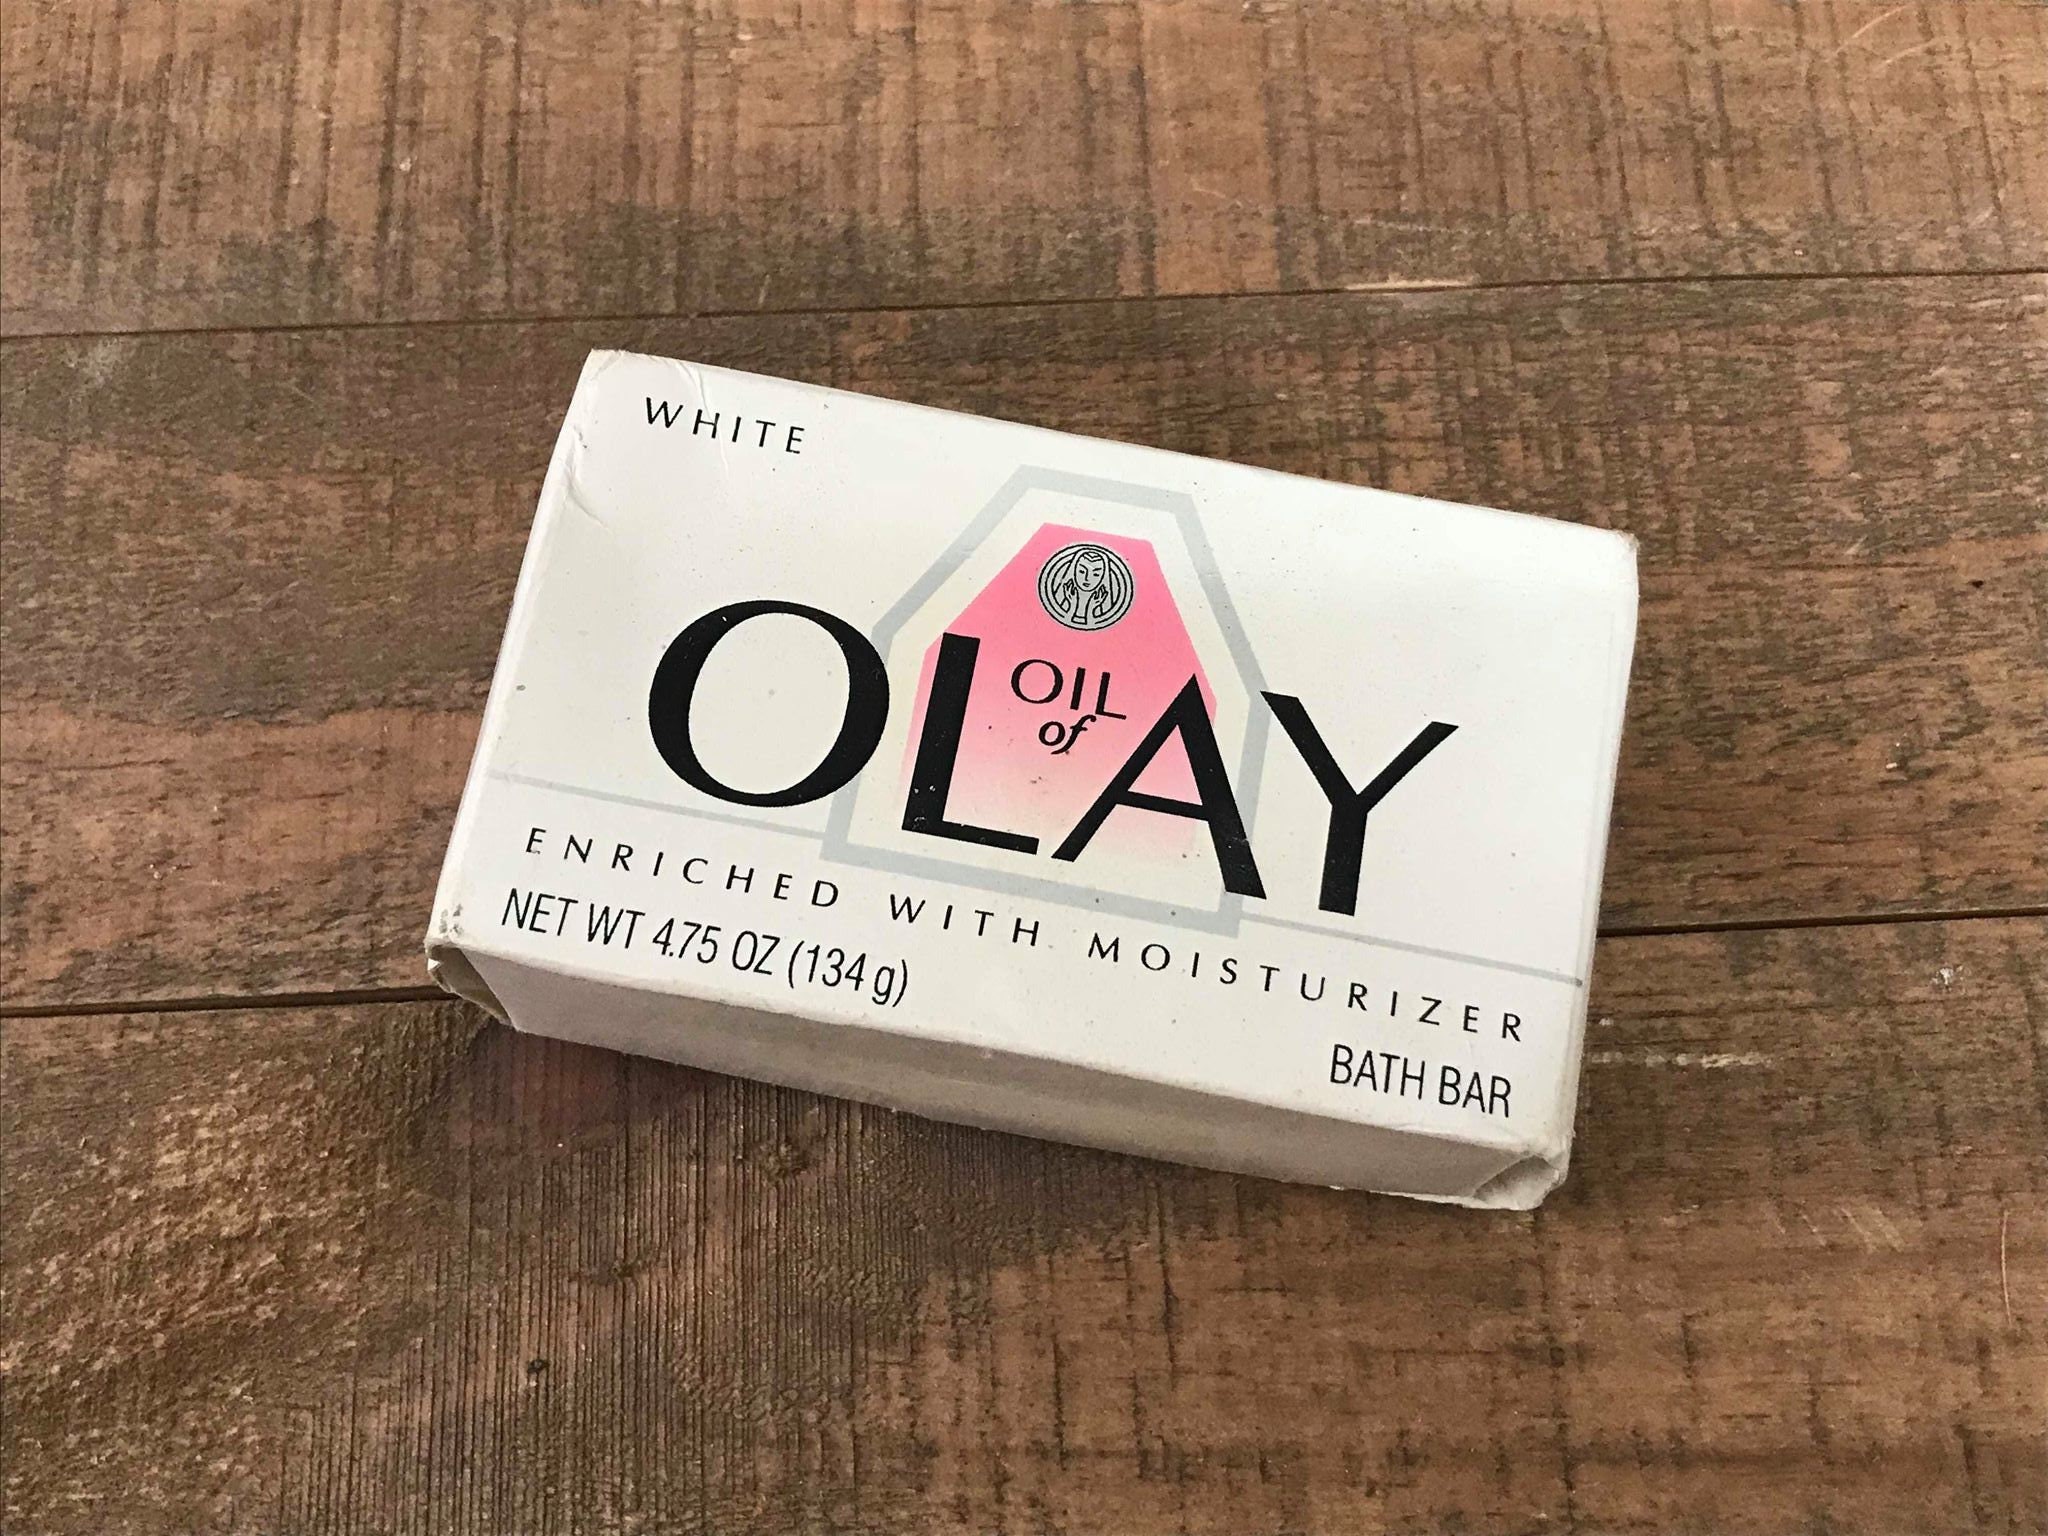 WHITE
OIL
of
OLAY
ENRICHED WITH MOISTURIZER
NET WT 4.75 OZ (134 g)
BATH BAR